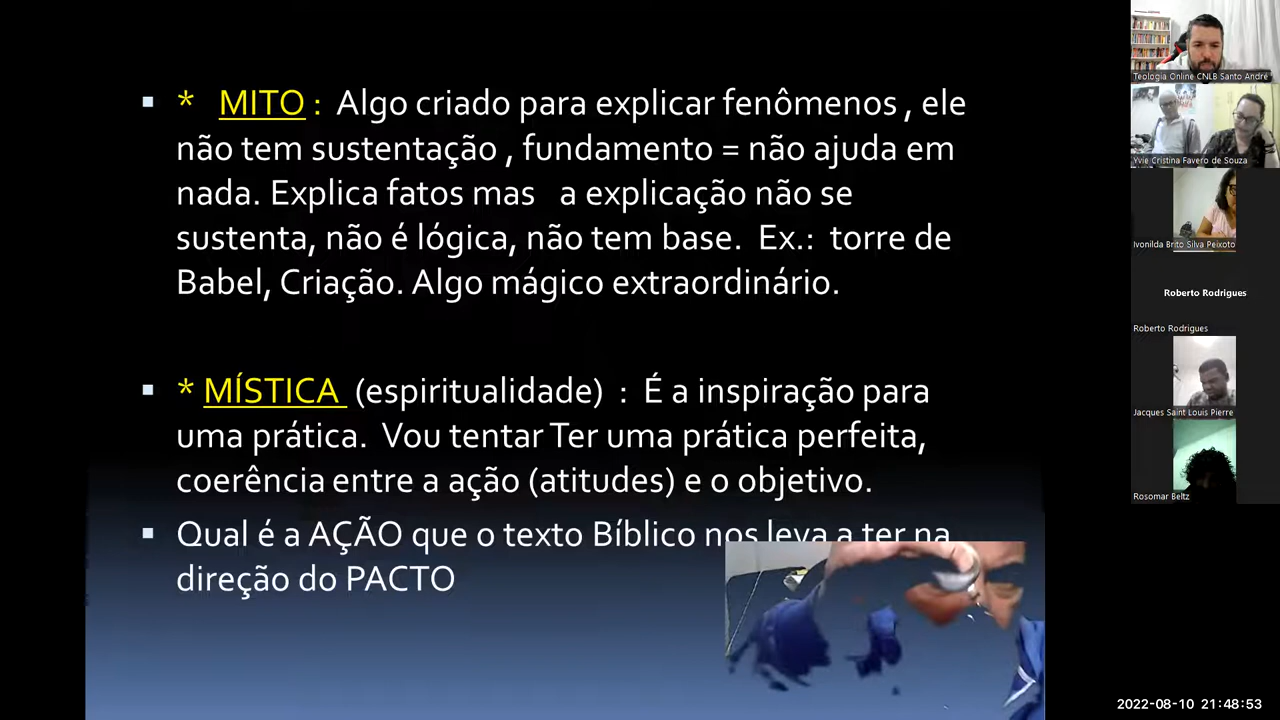 * MITO : Algo criado para explicar fenômenos , ele
não tem sustentação , fundamento = não ajuda em
nada. Explica fatos mas a explicação não se
sustenta, não é lógica, não tem base. Ex.: torre de
Babel, Criação. Algo mágico extraordinário.
* MÍSTICA (espiritualidade) : É a inspiração para
uma prática. Vou tentar Ter uma prática perfeita,
coerência entre a ação (atitudes) e o objetivo.
Qual é a AÇÃO que o texto Bíblico nos leva a ter na
direção do PACTO
Teologia Online CNLB Santo André
Yvie Cristina Favero de Souza
Ivonilda Brito Silva Peixoto
Roberto Rodrigues
Roberto Rodrigues
Jacques Saint Louis Pierre
Rosomar Beltz
2022-08-10 21:48:53